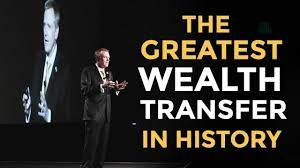 THE
GREATEST
WEALTH
TRANSFER
IN HISTORY